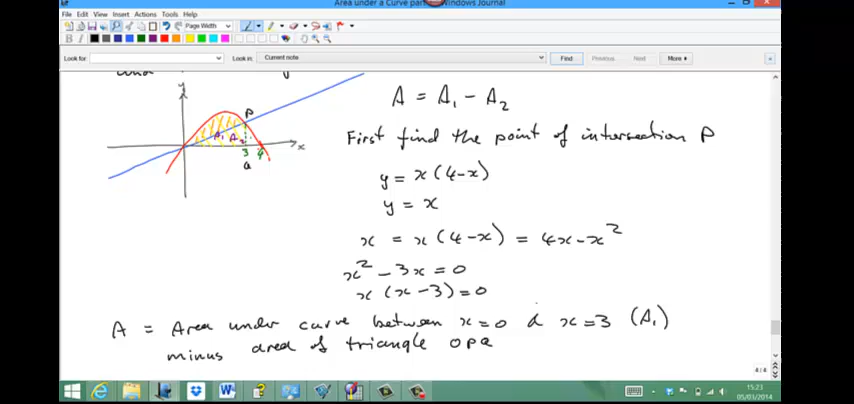 Area under a Curve part - Windows Journal
File Edit View Insert Actions Tools Help
Page Width
Look for: Look in: Current note Find Previous Next More
and y
A = A₁ - A₂
First find the point of intersection P
y = x(4-x)
y = x
x = x(4-x) = 4x-x²
x² - 3x = 0
x(x-3) = 0
A = Area under curve between x=0 & x=3 (A₁)
minus area of triangle OPQ
y
P
A₁ A₂
3 4 x
Q
4/4
15:23
05/03/2014